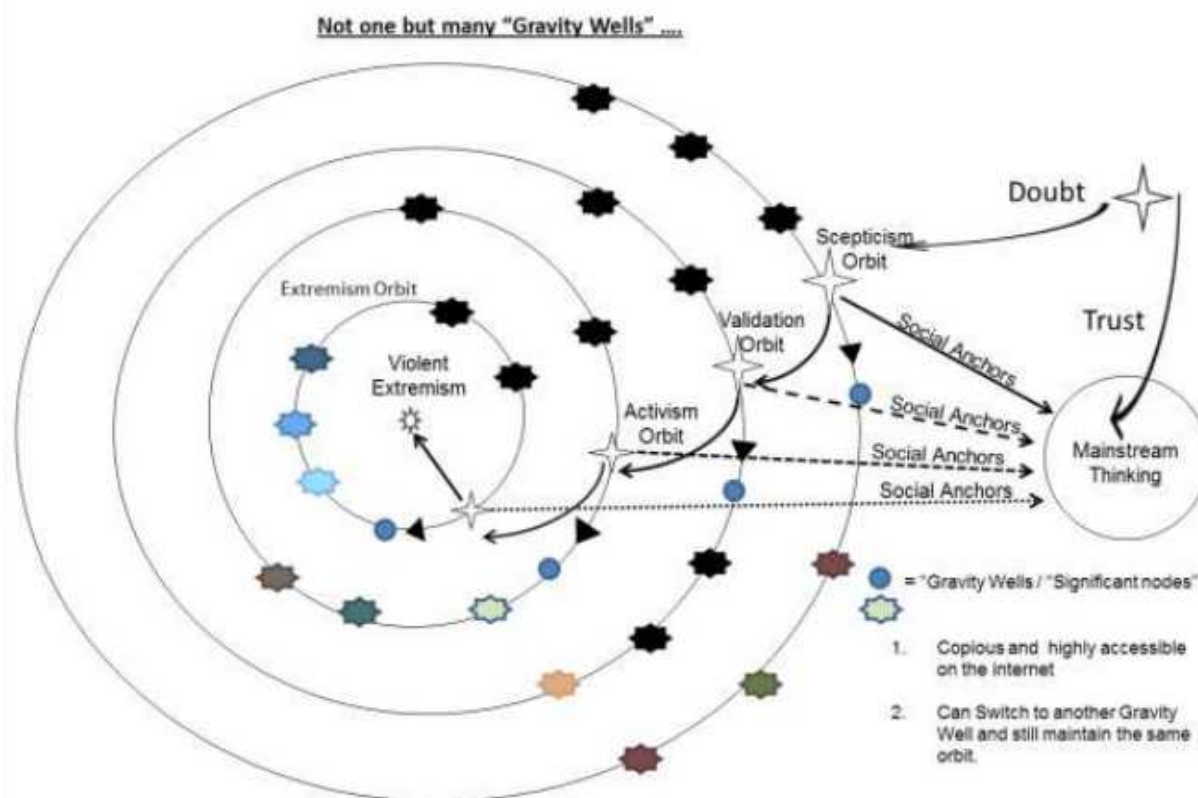 Not one but many "Gravity Wells" ....
Doubt
Scepticism
Orbit
Extremism Orbit
Trust
Validation
Orbit
Social Anchors
Violent
Extremism
Activism
Orbit
Social Anchors
Social Anchors
Social Anchors
Mainstream
Thinking
= "Gravity Wells / "Significant nodes"
1. Copious and highly accessible
on the Internet
2. Can Switch to another Gravity
Well and still maintain the same
orbit.